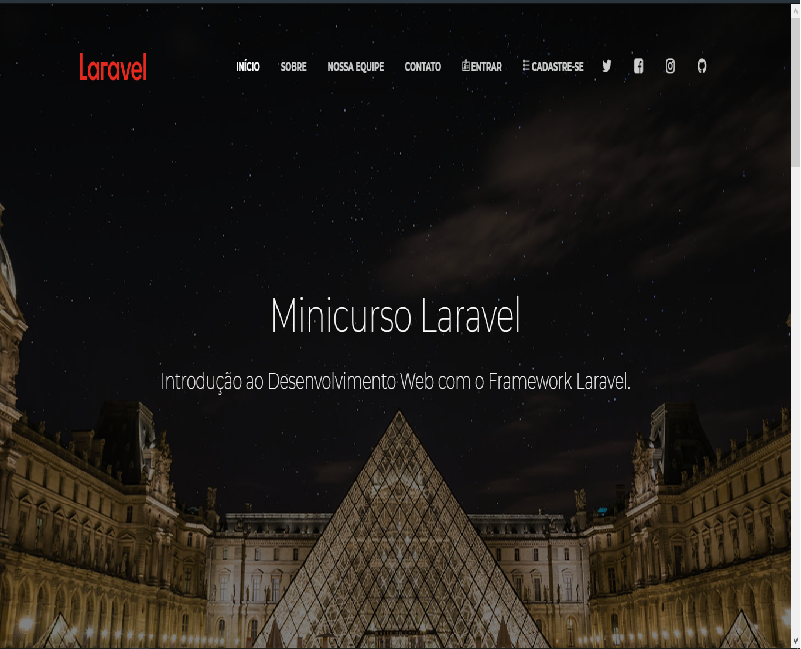 Laravel
INÍCIO SOBRE NOSSA EQUIPE CONTATO ENTRAR CADASTRE-SE
Minicurso Laravel
Introdução ao Desenvolvimento Web com o Framework Laravel.